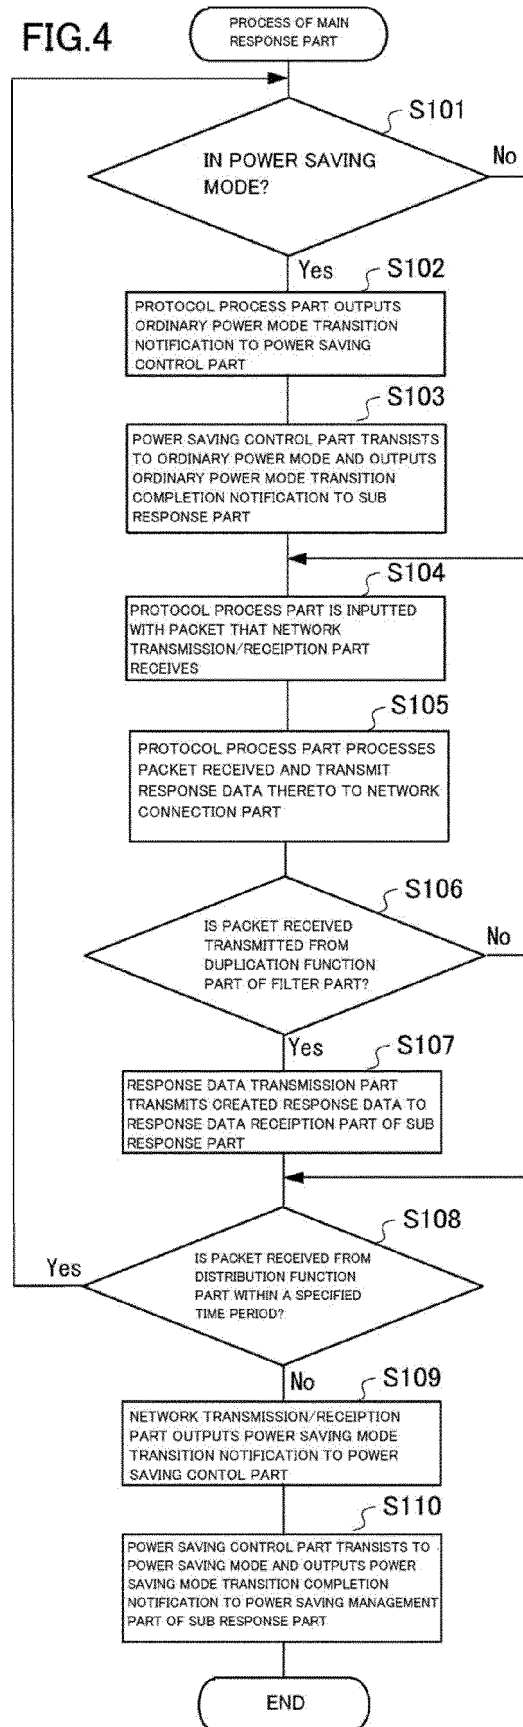 FIG.4
PROCESS OF MAIN
RESPONSE PART
S101
IN POWER SAVING
MODE?
No
Yes
S102
PROTOCOL PROCESS PART OUTPUTS
ORDINARY POWER MODE TRANSITION
NOTIFICATION TO POWER SAVING
CONTROL PART
S103
POWER SAVING CONTROL PART TRANSISTS
TO ORDINARY POWER MODE AND OUTPUTS
ORDINARY POWER MODE TRANSITION
COMPLETION NOTIFICATION TO SUB
RESPONSE PART
S104
PROTOCOL PROCESS PART IS INPUTTED
WITH PACKET THAT NETWORK
TRANSMISSION/RECEIPTION PART
RECEIVES
S105
PROTOCOL PROCESS PART PROCESSES
PACKET RECEIVED AND TRANSMIT
RESPONSE DATA THERETO TO NETWORK
CONNECTION PART
S106
IS PACKET RECEIVED
TRANSMITTED FROM
DUPLICATION FUNCTION
PART OF FILTER PART?
No
Yes
S107
RESPONSE DATA TRANSMISSION PART
TRANSMITS CREATED RESPONSE DATA TO
RESPONSE DATA RECEIPTION PART OF SUB
RESPONSE PART
S108
IS PACKET RECEIVED FROM
DISTRIBUTION FUNCTION
PART WITHIN A SPECIFIED
TIME PERIOD?
Yes
No
S109
NETWORK TRANSMISSION/RECEIPTION
PART OUTPUTS POWER SAVING MODE
TRANSITION NOTIFICATION TO POWER
SAVING CONTOL PART
S110
POWER SAVING CONTROL PART TRANSISTS TO
POWER SAVING MODE AND OUTPUTS POWER
SAVING MODE TRANSITION COMPLETION
NOTIFICATION TO POWER SAVING MANAGEMENT
PART OF SUB RESPONSE PART
END